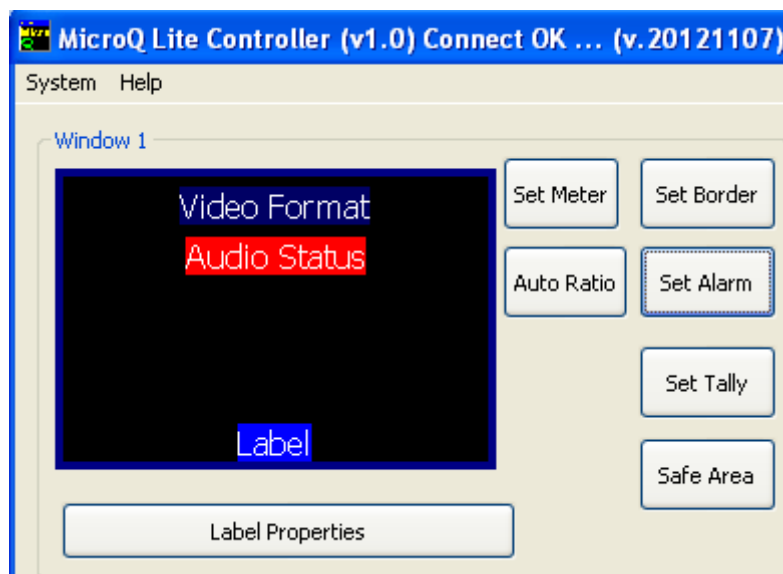 MicroQ Lite Controller (v1.0) Connect OK ... (v.20121107)
System Help
Window 1
Video Format
Audio Status
Label
Set Meter
Set Border
Auto Ratio
Set Alarm
Set Tally
Safe Area
Label Properties